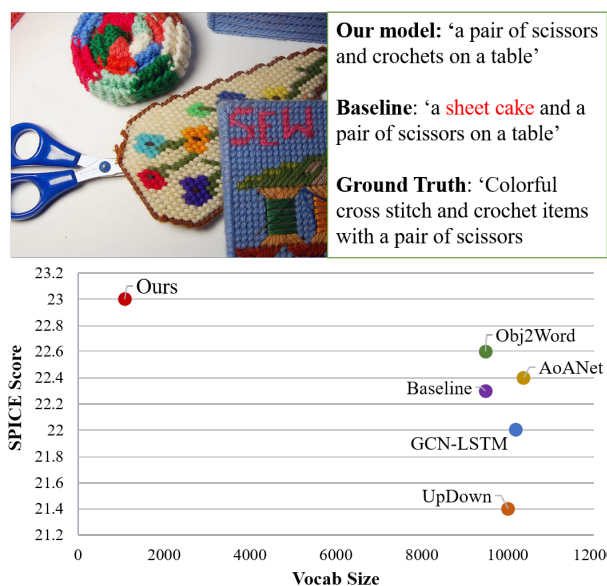 SEW
Our model: ‘a pair of scissors
and crochets on a table’
Baseline: ‘a sheet cake and a
pair of scissors on a table’
Ground Truth: ‘Colorful
cross stitch and crochet items
with a pair of scissors
SPICE Score
23.2
23
22.8
22.6
22.4
22.2
22
21.8
21.6
21.4
21.2
Ours
Obj2Word
AoANet
Baseline
GCN-LSTM
UpDown
0
2000
4000
6000
8000
10000
12000
Vocab Size